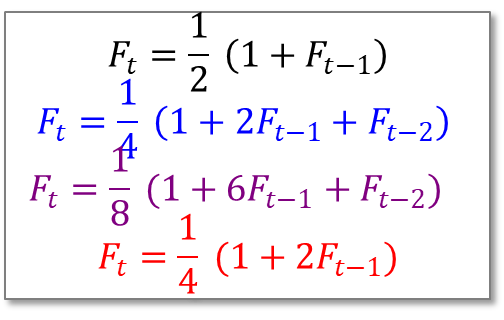 F_t = 1/2 (1 + F_{t−1})
F_t = 1/4 (1 + 2F_{t−1} + F_{t−2})
F_t = 1/8 (1 + 6F_{t−1} + F_{t−2})
F_t = 1/4 (1 + 2F_{t−1})